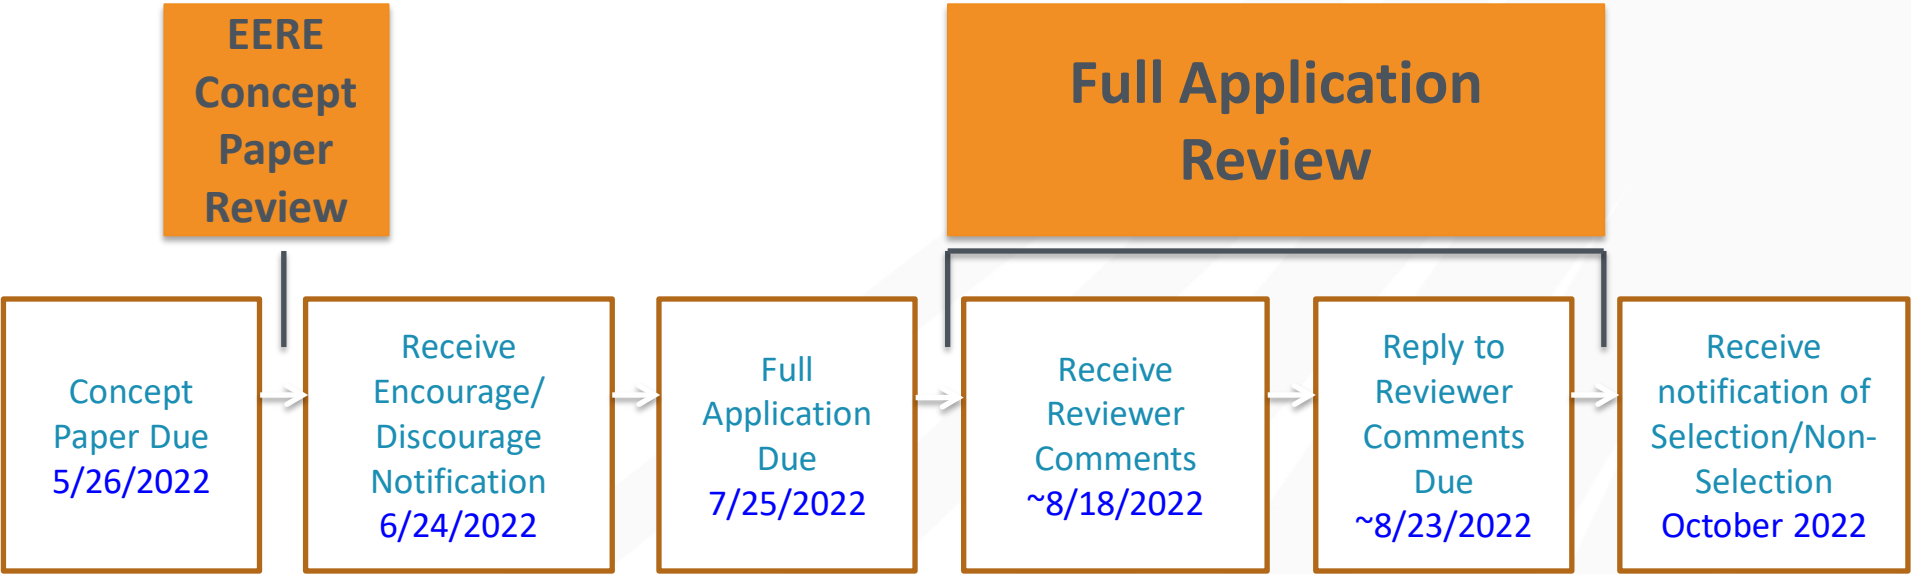 EERE
Concept
Paper
Review
Full Application
Review
Concept
Paper Due
5/26/2022
Receive
Encourage/
Discourage
Notification
6/24/2022
Full
Application
Due
7/25/2022
Receive
Reviewer
Comments
~8/18/2022
Reply to
Reviewer
Comments
Due
~8/23/2022
Receive
notification of
Selection/Non-
Selection
October 2022